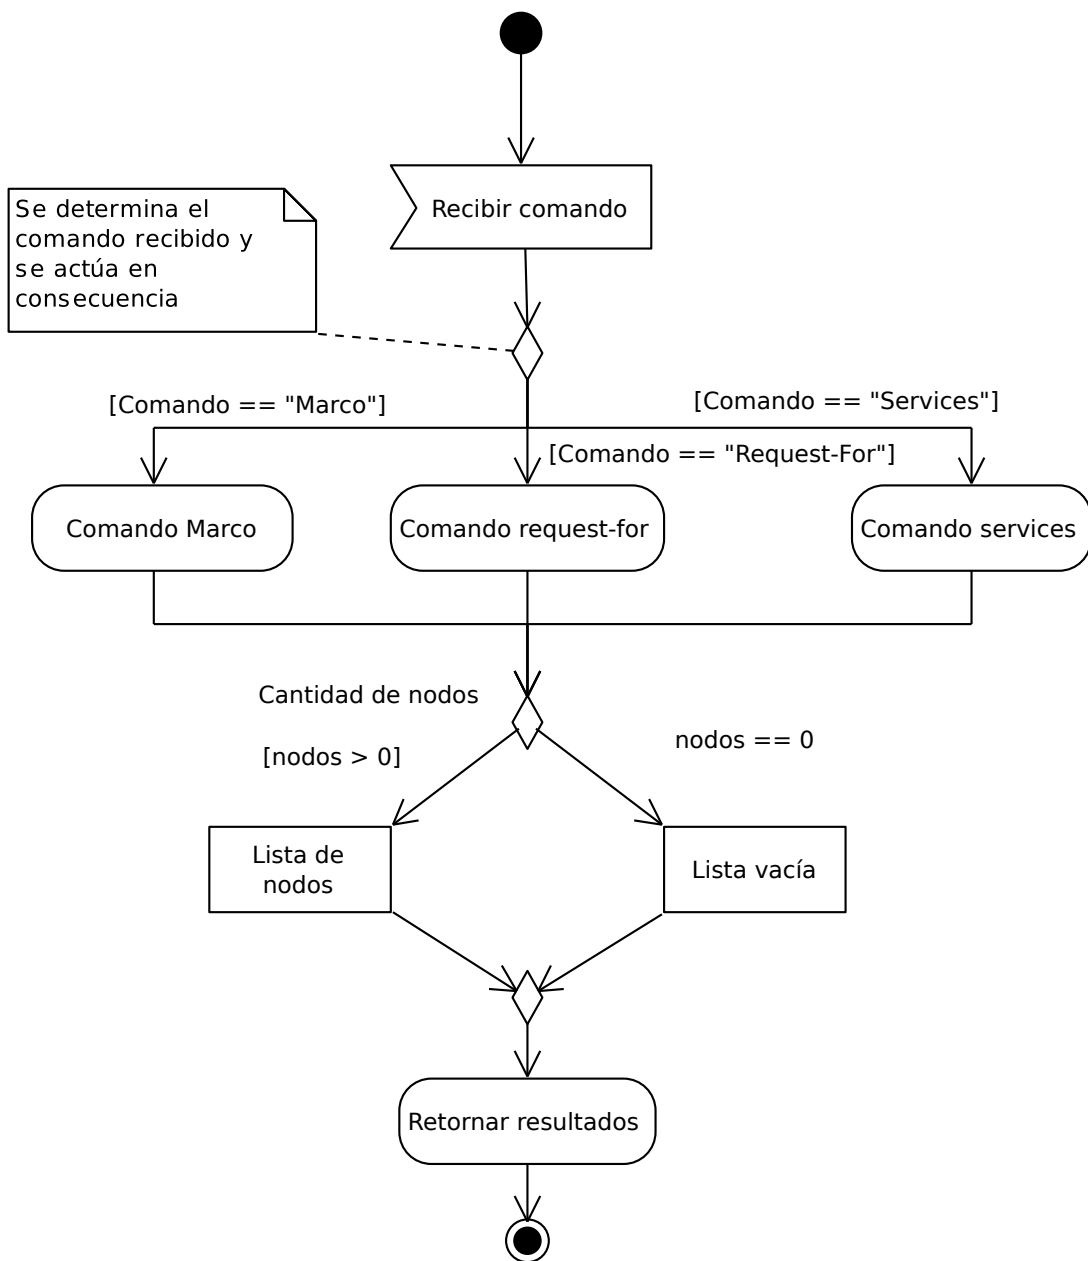 Recibir comando
Se determina el
comando recibido y
se actúa en
consecuencia
[Comando == "Marco"]
[Comando == "Services"]
[Comando == "Request-For"]
Comando Marco
Comando request-for
Comando services
Cantidad de nodos
nodos == 0
[nodos > 0]
Lista de
nodos
Lista vacía
Retornar resultados